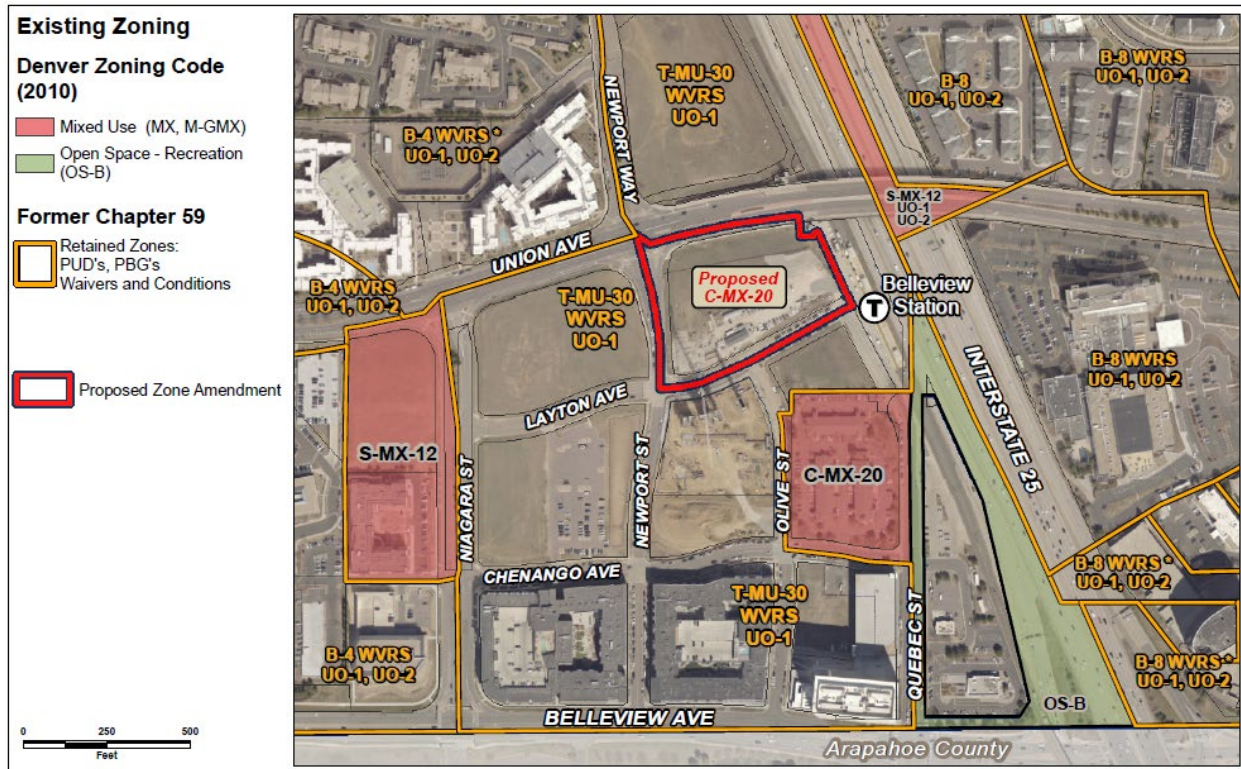 Existing Zoning
Denver Zoning Code
(2010)
Mixed Use (MX, M-GMX)
Open Space - Recreation
(OS-B)
Former Chapter 59
Retained Zones:
PUD's, PBG's
Waivers and Conditions
Proposed Zone Amendment
0 250 500
Feet
NEWPORT WAY
T-MU-30
WVRS
UO-1
B-8
UO-1, UO-2
B-8 WVRS
UO-1, UO-2
B-4 WVRS *
UO-1, UO-2
S-MX-12
UO-1
UO-2
UNION AVE
Proposed
C-MX-20
T
Belleview
Station
B-4 WVRS
UO-1, UO-2
T-MU-30
WVRS
UO-1
B-8 WVRS
UO-1, UO-2
INTERSTATE 25
LAYTON AVE
S-MX-12
NIAGARA ST
NEWPORT ST
OLIVE ST
C-MX-20
CHENANGO AVE
B-8 WVRS *
UO-1, UO-2
T-MU-30
WVRS
UO-1
QUEBEC ST
B-4 WVRS
UO-1, UO-2
B-8 WVRS *
UO-1, UO-2
OS-B
BELLEVIEW AVE
Arapahoe County